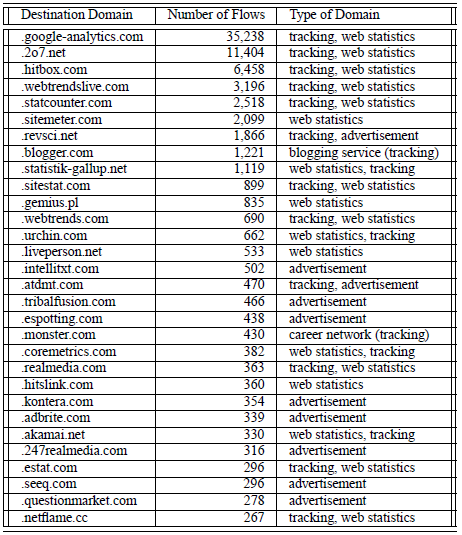 Destination Domain Number of Flows Type of Domain
.google-analytics.com 35,238 tracking, web statistics
.2o7.net 11,404 tracking, web statistics
.hitbox.com 6,458 tracking, web statistics
.webtrendslive.com 3,196 tracking, web statistics
.statcounter.com 2,518 tracking, web statistics
.sitemeter.com 2,099 web statistics
.revsci.net 1,866 tracking, advertisement
.blogger.com 1,221 blogging service (tracking)
.statistik-gallup.net 1,119 web statistics, tracking
.sitestat.com 899 tracking, web statistics
.gemius.pl 835 web statistics
.webtrends.com 690 tracking, web statistics
.urchin.com 662 web statistics, tracking
.liveperson.net 533 web statistics
.intellitxt.com 502 advertisement
.atdmt.com 470 tracking, advertisement
.tribalfusion.com 466 advertisement
.espotting.com 438 advertisement
.monster.com 430 career network (tracking)
.coremetrics.com 382 web statistics, tracking
.realmedia.com 363 tracking, web statistics
.hitslink.com 360 web statistics
.kontera.com 354 advertisement
.adbrite.com 339 advertisement
.akamai.net 330 web statistics, tracking
.247realmedia.com 316 advertisement
.estat.com 296 tracking, web statistics
.seeq.com 296 advertisement
.questionmarket.com 278 advertisement
.netflame.cc 267 tracking, web statistics